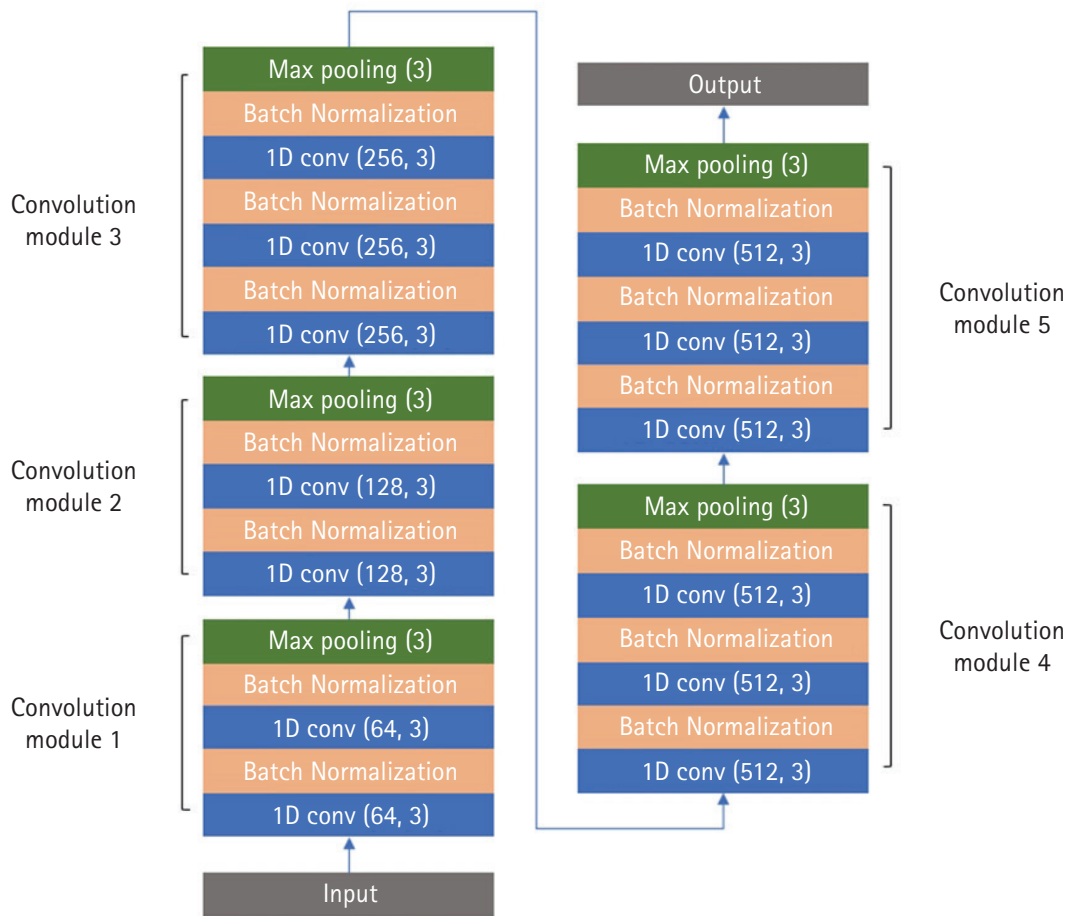 Max pooling (3)
Batch Normalization
1D conv (256, 3)
Batch Normalization
1D conv (256, 3)
Batch Normalization
1D conv (256, 3)
Convolution
module 3
Max pooling (3)
Batch Normalization
1D conv (128, 3)
Batch Normalization
1D conv (128, 3)
Convolution
module 2
Max pooling (3)
Batch Normalization
1D conv (64, 3)
Batch Normalization
1D conv (64, 3)
Convolution
module 1
Input
Output
Max pooling (3)
Batch Normalization
1D conv (512, 3)
Batch Normalization
1D conv (512, 3)
Batch Normalization
1D conv (512, 3)
Convolution
module 5
Max pooling (3)
Batch Normalization
1D conv (512, 3)
Batch Normalization
1D conv (512, 3)
Batch Normalization
1D conv (512, 3)
Convolution
module 4